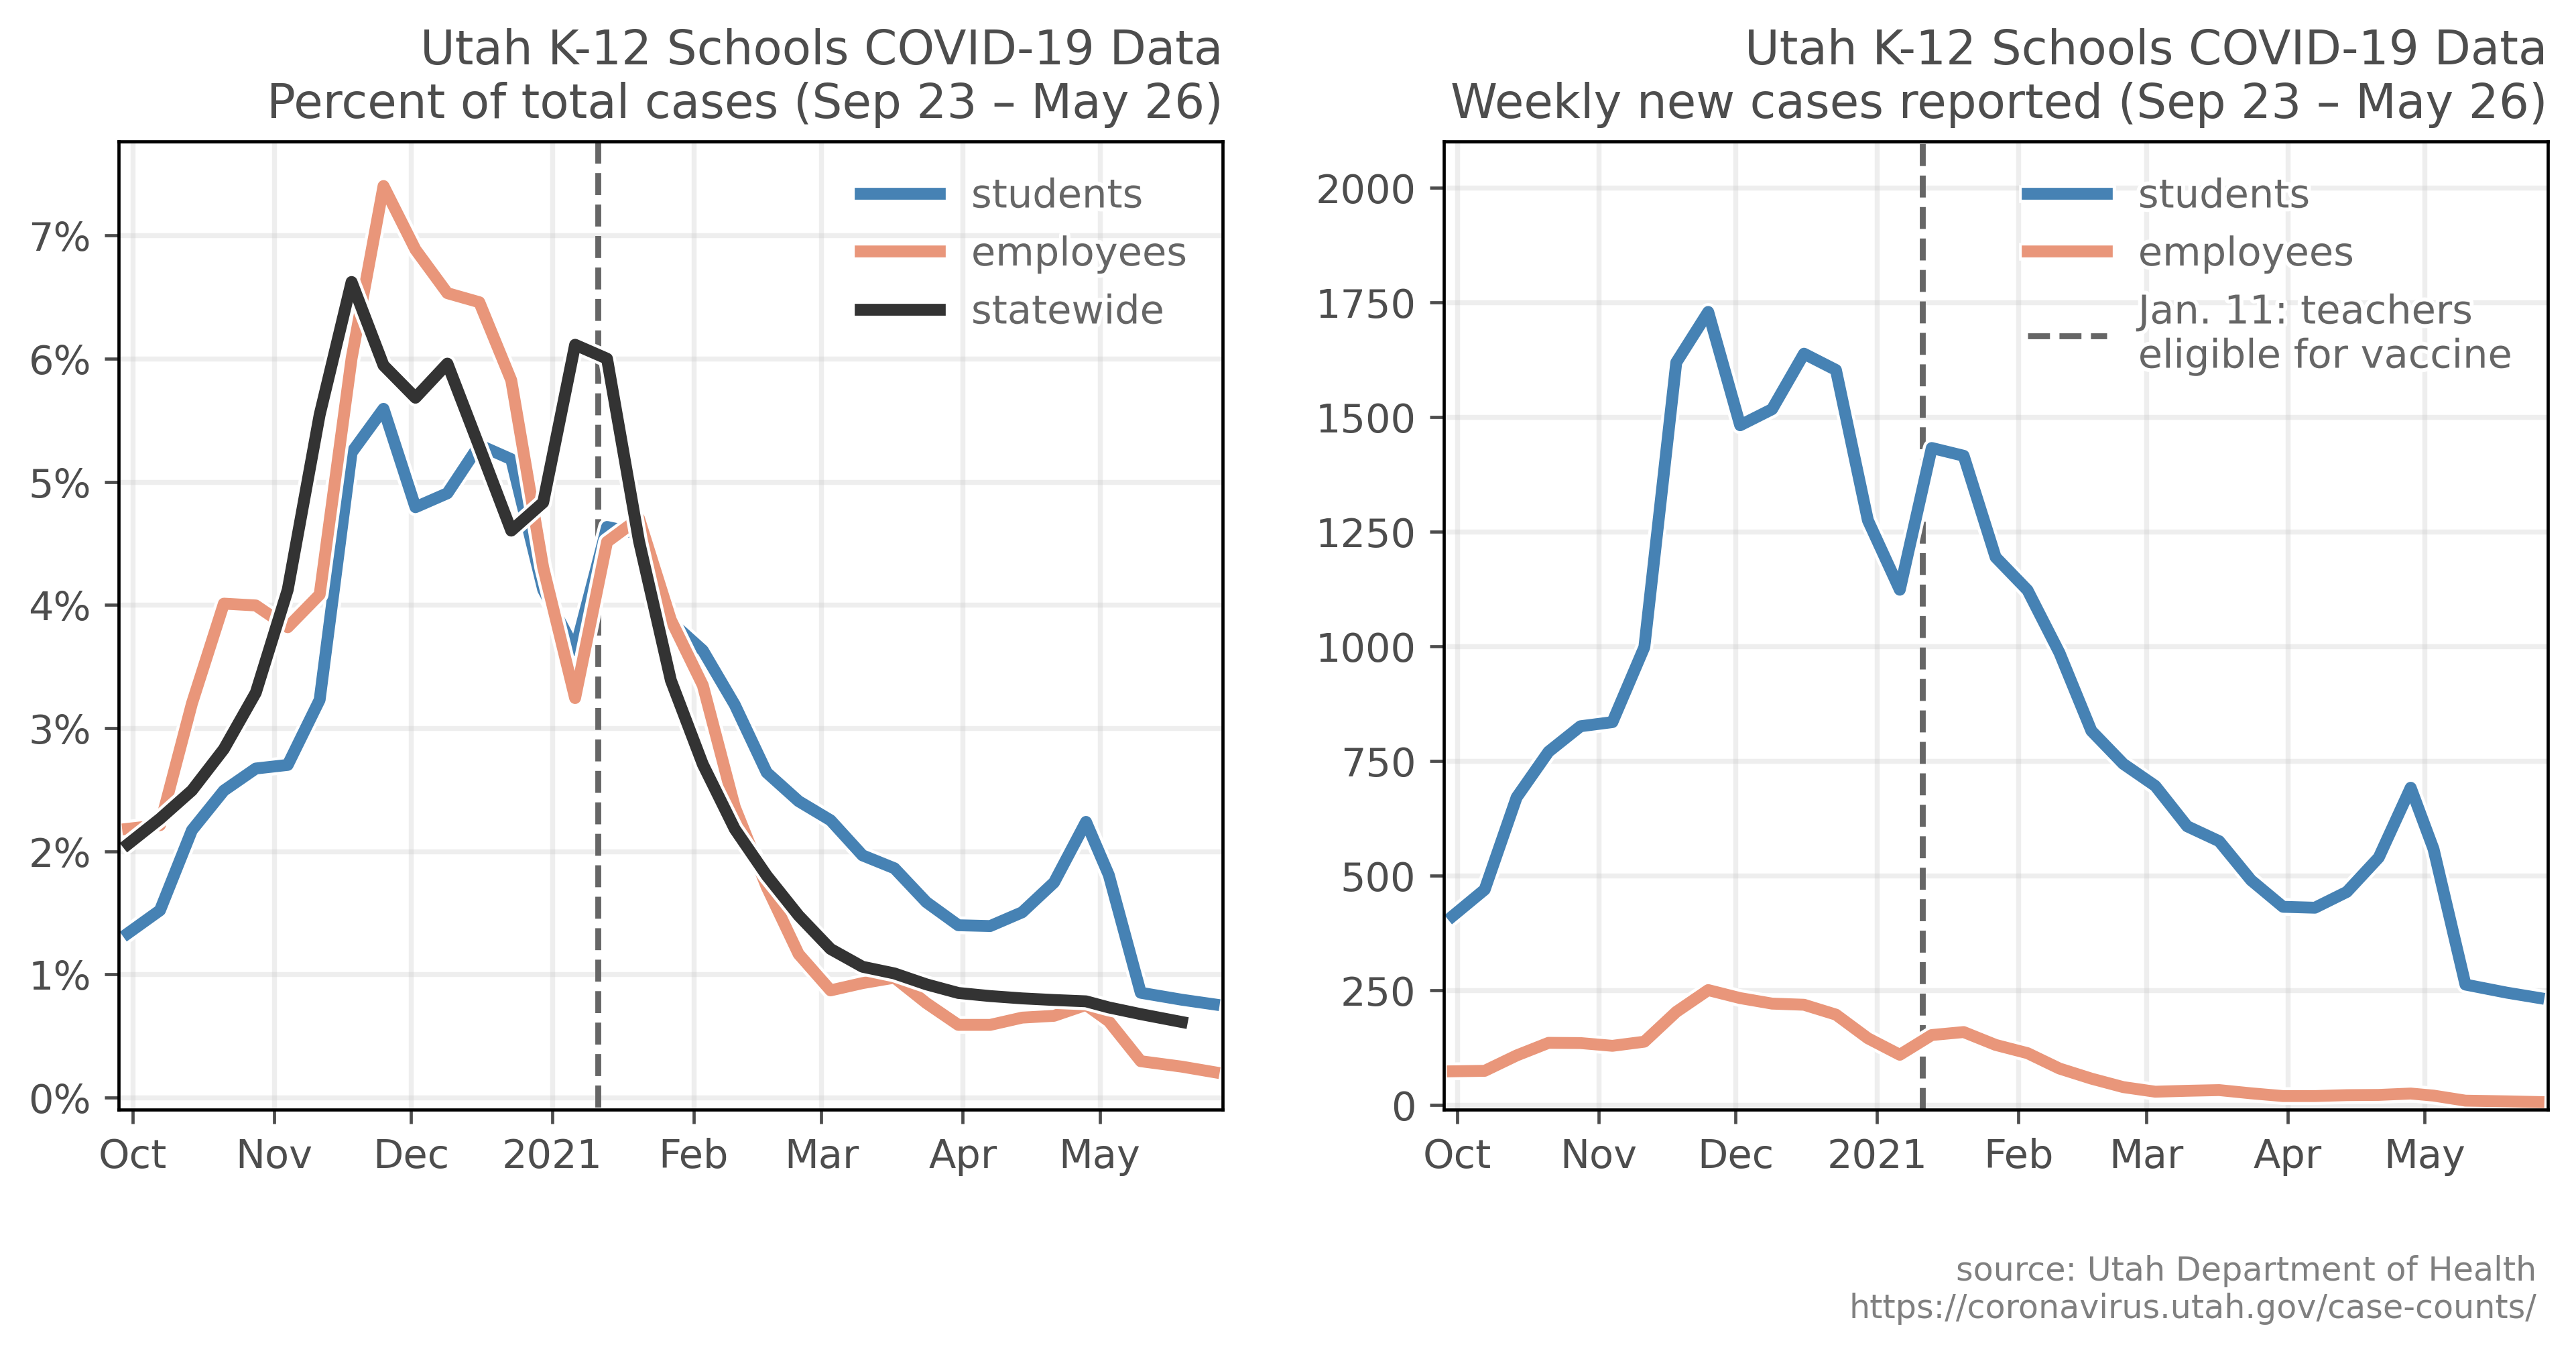 Utah K-12 Schools COVID-19 Data
Percent of total cases (Sep 23 – May 26)
students
employees
statewide
7%
6%
5%
4%
3%
2%
1%
0%
Oct
Nov
Dec
2021
Feb
Mar
Apr
May
Utah K-12 Schools COVID-19 Data
Weekly new cases reported (Sep 23 – May 26)
students
employees
Jan. 11: teachers
eligible for vaccine
2000
1750
1500
1250
1000
750
500
250
0
Oct
Nov
Dec
2021
Feb
Mar
Apr
May
source: Utah Department of Health
https://coronavirus.utah.gov/case-counts/